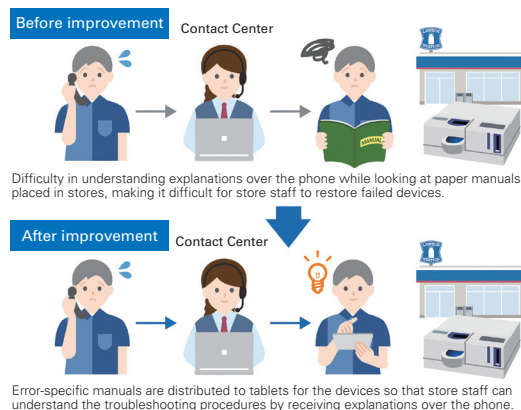 Before improvement
Contact Center
LAWSON
STATION
MANUAL
Difficulty in understanding explanations over the phone while looking at paper manuals
placed in stores, making it difficult for store staff to restore failed devices.
After improvement
Contact Center
LAWSON
STATION
Error-specific manuals are distributed to tablets for the devices so that store staff can
understand the troubleshooting procedures by receiving explanations over the phone.